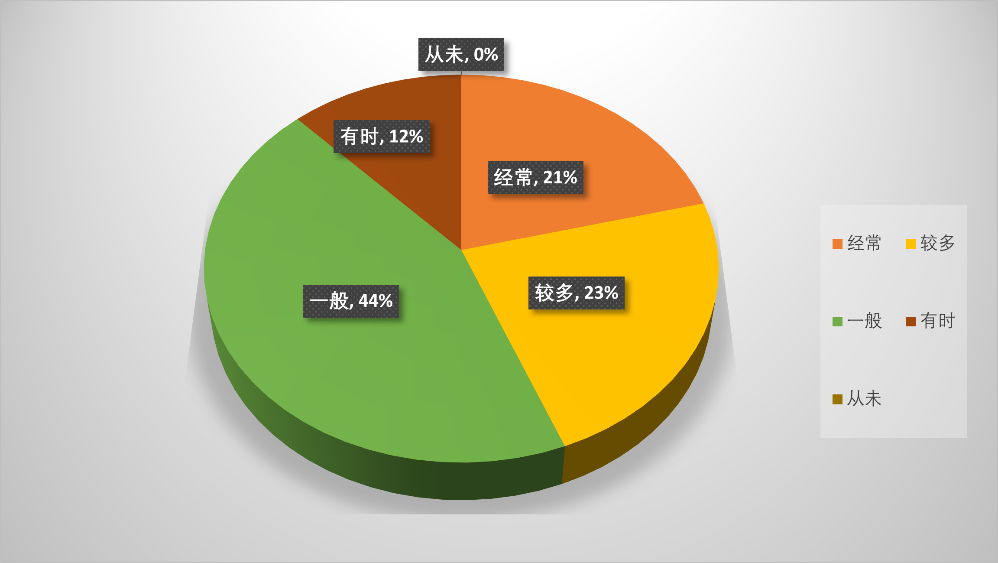 从未, 0%
有时, 12%
经常, 21%
较多, 23%
一般, 44%
经常 较多
一般 有时
从未